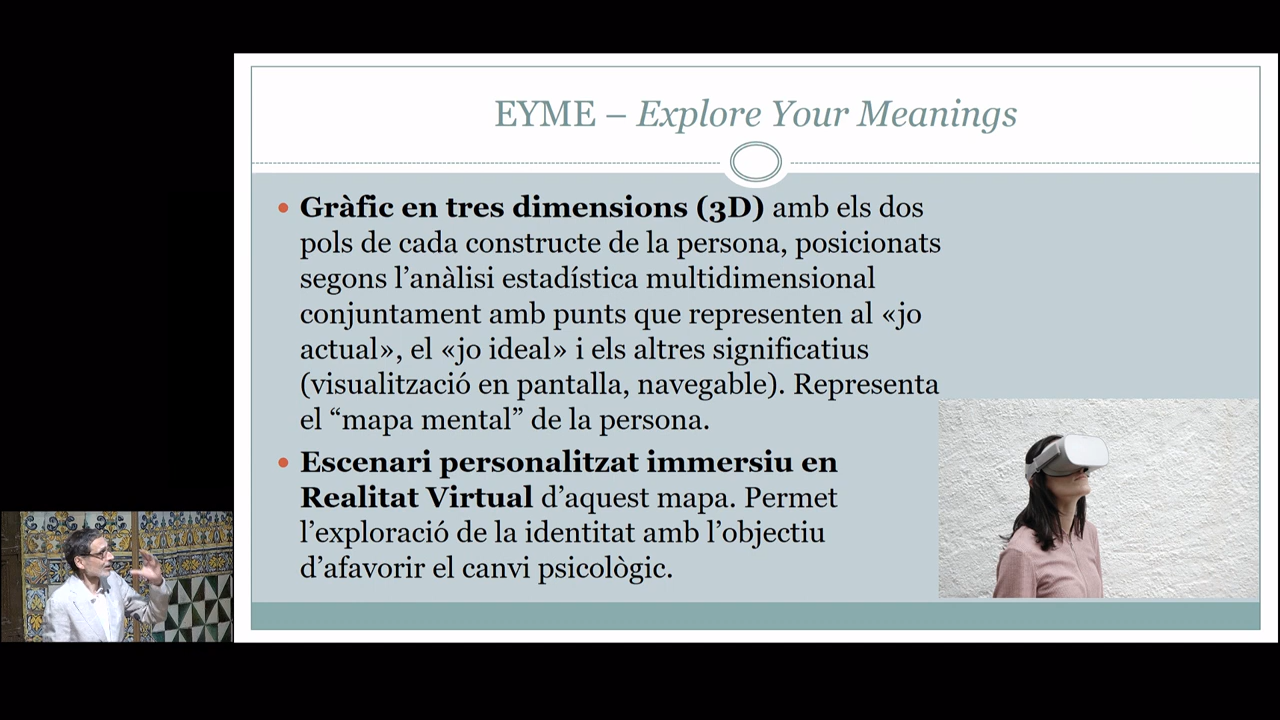 EYME – Explore Your Meanings
• Gràfic en tres dimensions (3D) amb els dos
pols de cada constructe de la persona, posicionats
segons l’anàlisi estadística multidimensional
conjuntament amb punts que representen al «jo
actual», el «jo ideal» i els altres significatius
(visualització en pantalla, navegable). Representa
el “mapa mental” de la persona.
• Escenari personalitzat immersiu en
Realitat Virtual d’aquest mapa. Permet
l’exploració de la identitat amb l’objectiu
d’afavorir el canvi psicològic.